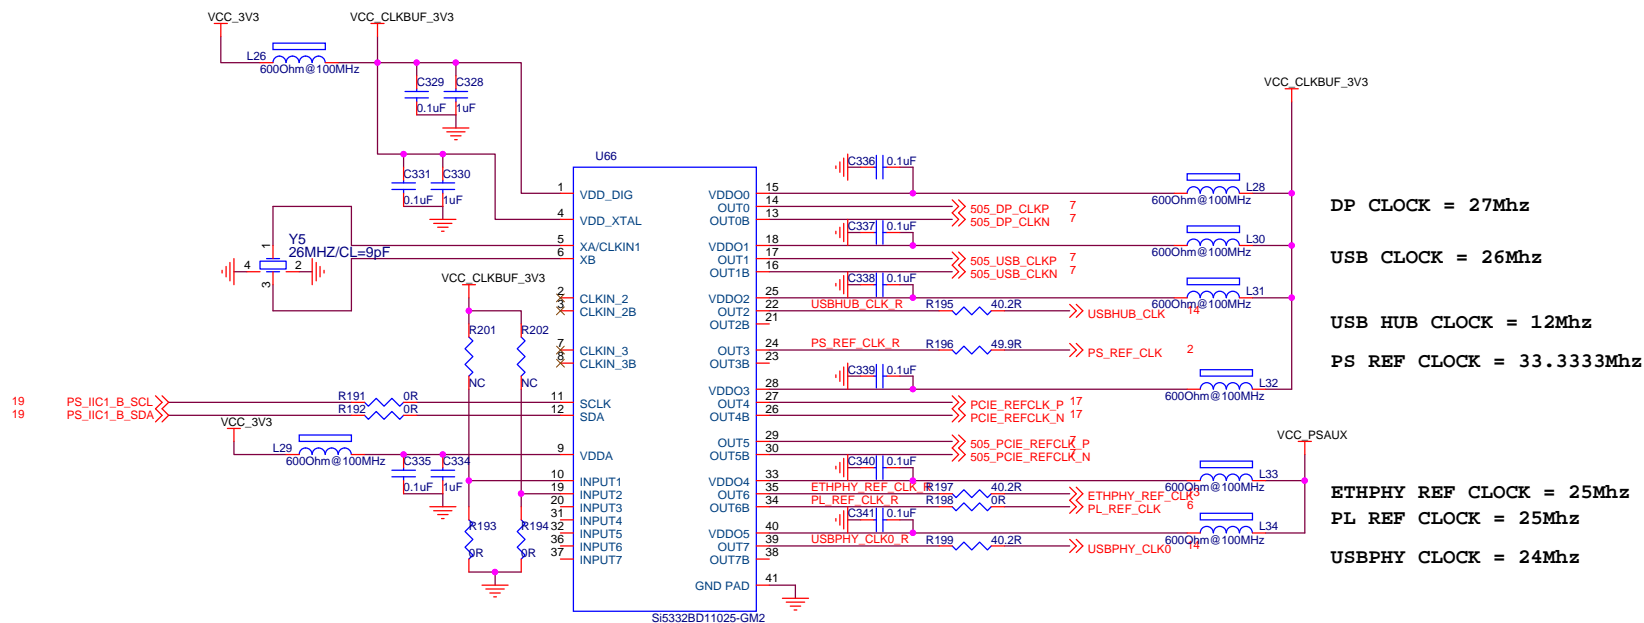 VCC_3V3
VCC_CLKBUF_3V3
L26
600Ohm@100MHz
C329
C328
0.1uF
1uF
C331
C330
0.1uF
1uF
VCC_CLKBUF_3V3
U66
1
VDD_DIG
4
VDD_XTAL
5
XA/CLKIN1
6
XB
Y5
26MHZ/CL=9pF
1
4
2
3
VCC_CLKBUF_3V3
2
CLKIN_2
3
CLKIN_2B
R201
R202
7
CLKIN_3
8
CLKIN_3B
NC
NC
19
PS_IIC1_B_SCL
R191
0R
11
SCLK
19
PS_IIC1_B_SDA
R192
0R
12
SDA
VCC_3V3
L29
600Ohm@100MHz
C335
C334
0.1uF
1uF
9
VDDA
10
INPUT1
19
INPUT2
20
INPUT3
31
INPUT4
32
INPUT5
36
INPUT6
37
INPUT7
R193
R194
0R
0R
C336
0.1uF
VDDO0
15
L28
600Ohm@100MHz
OUT0
14
505_DP_CLKP
7
OUT0B
13
505_DP_CLKN
7
DP CLOCK = 27Mhz
C337
0.1uF
VDDO1
18
L30
600Ohm@100MHz
OUT1
17
505_USB_CLKP
7
OUT1B
16
505_USB_CLKN
7
USB CLOCK = 26Mhz
C338
0.1uF
VDDO2
25
L31
600Ohm@100MHz
OUT2
22
USBHUB_CLK_R
R195
40.2R
USBHUB_CLK
14
OUT2B
21
USB HUB CLOCK = 12Mhz
OUT3
24
PS_REF_CLK_R
R196
49.9R
PS_REF_CLK
2
OUT3B
23
PS REF CLOCK = 33.3333Mhz
C339
0.1uF
VDDO3
28
L32
600Ohm@100MHz
OUT4
27
PCIE_REFCLK_P
17
OUT4B
26
PCIE_REFCLK_N
17
OUT5
29
505_PCIE_REFCLK_P
7
OUT5B
30
505_PCIE_REFCLK_N
VCC_PSAUX
C340
0.1uF
VDDO4
33
L33
600Ohm@100MHz
OUT6
35
ETHPHY_REF_CLK_R
R197
40.2R
ETHPHY_REF_CLK
3
OUT6B
34
PL_REF_CLK_R
R198
0R
PL_REF_CLK
6
ETHPHY REF CLOCK = 25Mhz
PL REF CLOCK = 25Mhz
C341
0.1uF
VDDO5
40
L34
600Ohm@100MHz
OUT7
39
USBPHY_CLK0_R
R199
40.2R
USBPHY_CLK0
14
OUT7B
38
USBPHY CLOCK = 24Mhz
GND PAD
41
Si5332BD11025-GM2